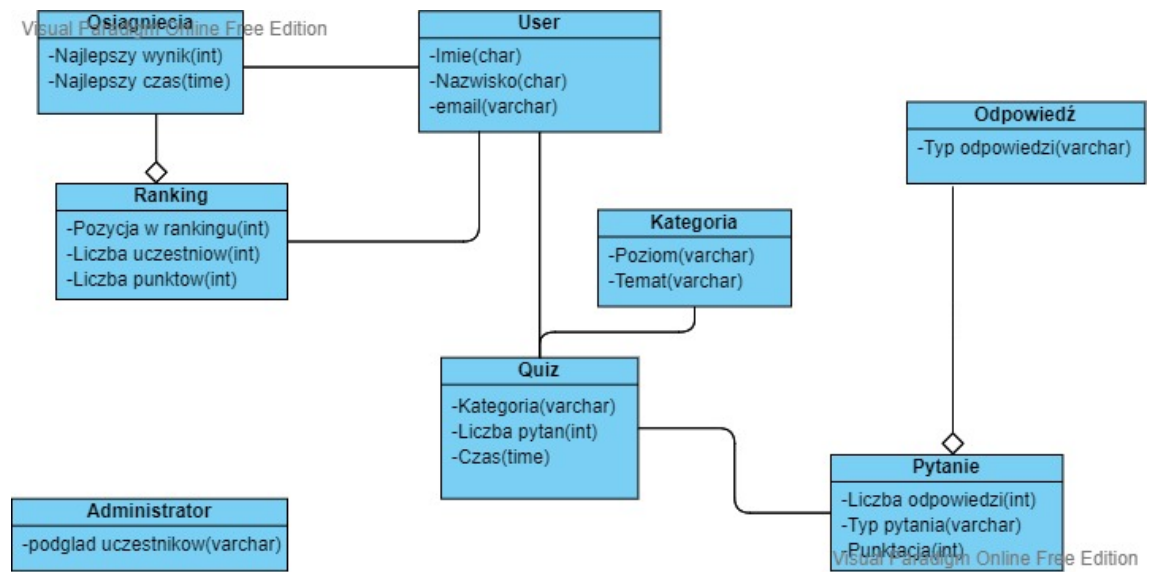 Osiagniecia
Visual Paradigm Online Free Edition
-Najlepszy wynik(int)
-Najlepszy czas(time)
User
-Imie(char)
-Nazwisko(char)
-email(varchar)
Odpowiedź
-Typ odpowiedzi(varchar)
Ranking
-Pozycja w rankingu(int)
-Liczba uczestniow(int)
-Liczba punktow(int)
Kategoria
-Poziom(varchar)
-Temat(varchar)
Quiz
-Kategoria(varchar)
-Liczba pytan(int)
-Czas(time)
Pytanie
-Liczba odpowiedzi(int)
-Typ pytania(varchar)
-Punktacja(int)
Visual Paradigm Online Free Edition
Administrator
-podglad uczestnikow(varchar)